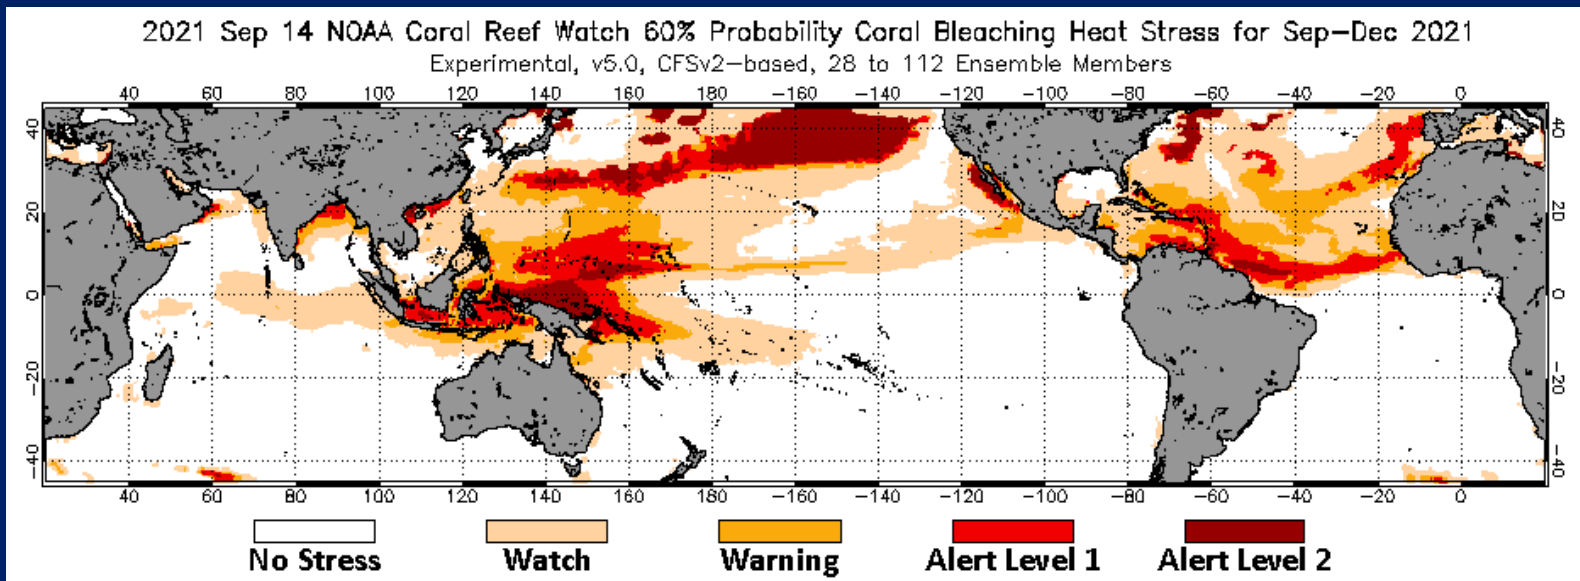 2021 Sep 14 NOAA Coral Reef Watch 60% Probability Coral Bleaching Heat Stress for Sep-Dec 2021
Experimental, v5.0, CFSv2-based, 28 to 112 Ensemble Members
40 60 80 100 120 140 160 180 -160 -140 -120 -100 -80 -60 -40 -20 0
40 40
20 20
0 0
-20 -20
-40 -40
40 60 80 100 120 140 160 180 -160 -140 -120 -100 -80 -60 -40 -20 0
No Stress Watch Warning Alert Level 1 Alert Level 2